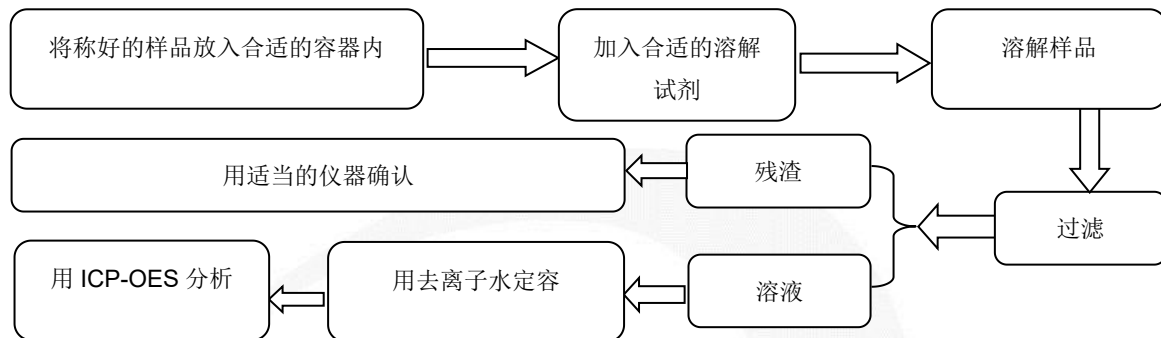 将称好的样品放入合适的容器内
加入合适的溶解
试剂
溶解样品
过滤
残渣
用适当的仪器确认
溶液
用去离子水定容
用 ICP-OES 分析